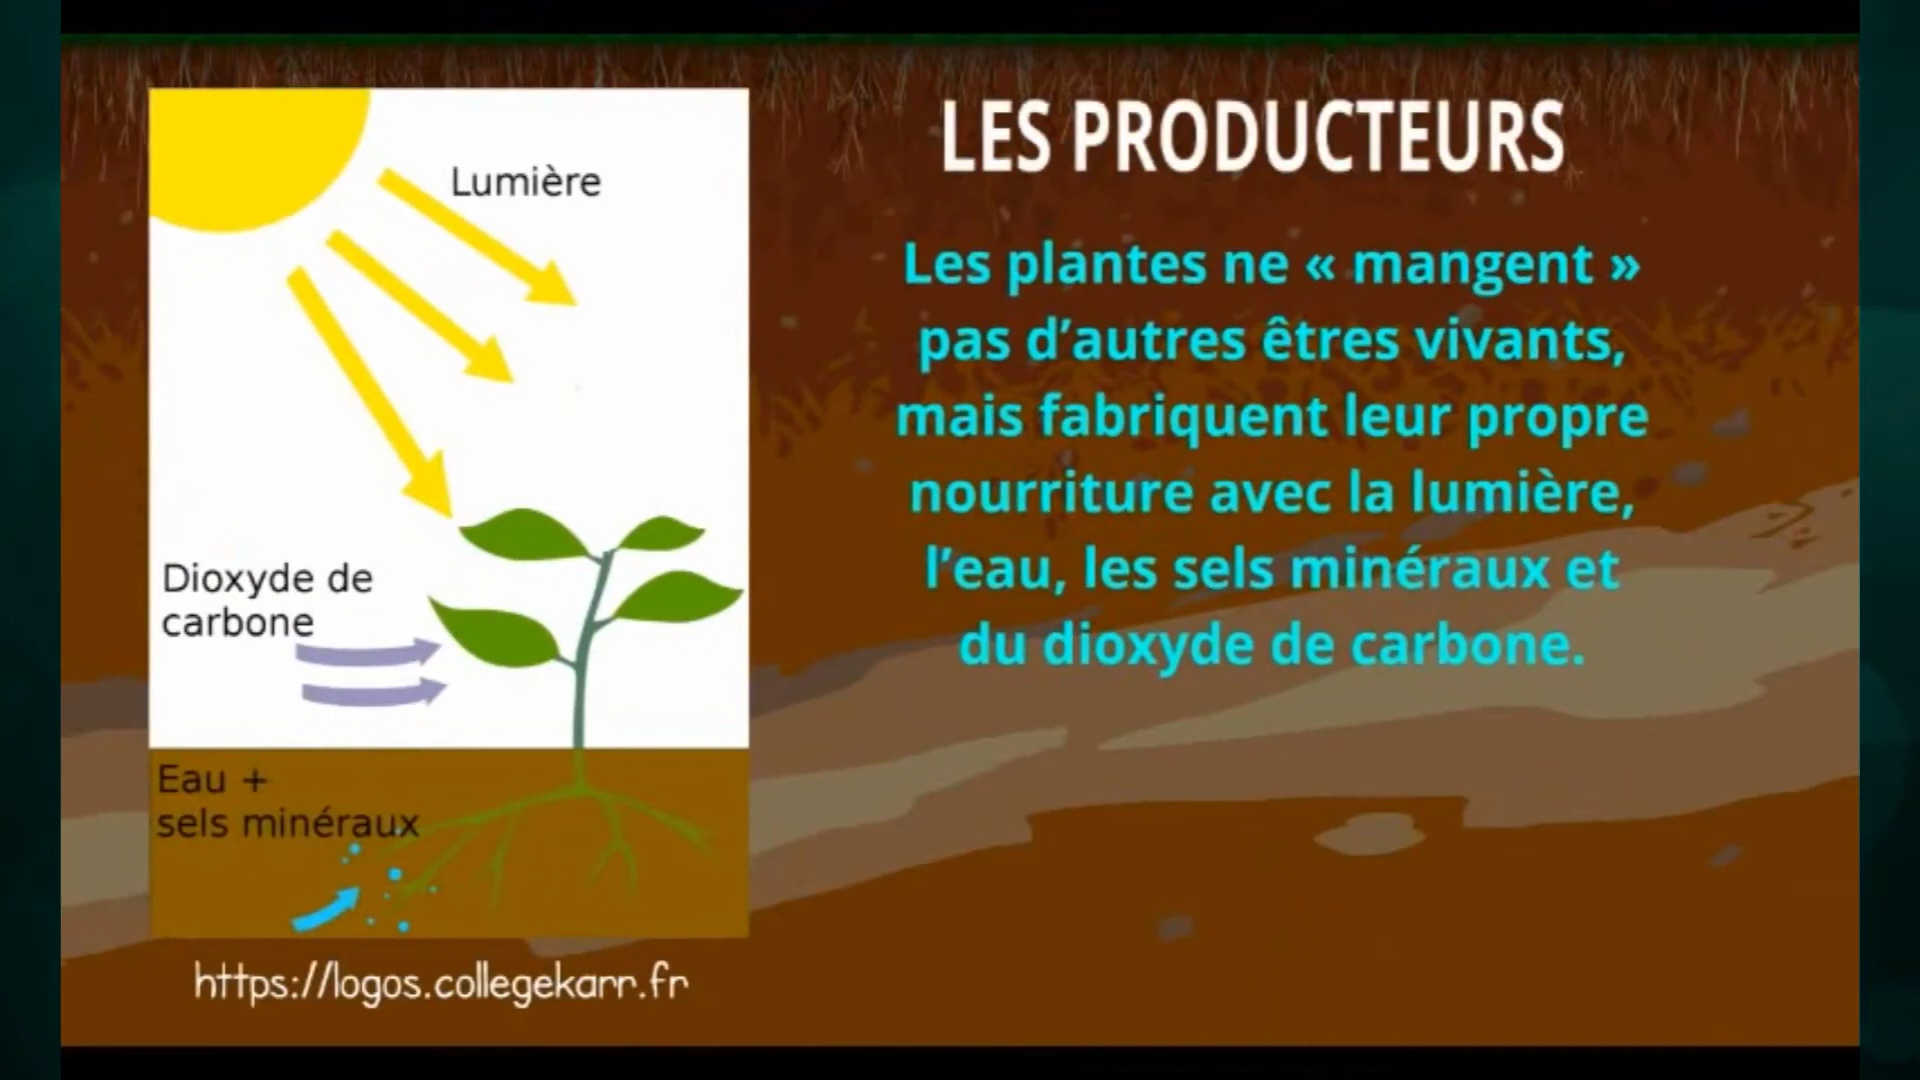 LES PRODUCTEURS
Lumière
Les plantes ne « mangent »
pas d’autres êtres vivants,
mais fabriquent leur propre
nourriture avec la lumière,
l’eau, les sels minéraux et
du dioxyde de carbone.
Dioxyde de
carbone
Eau +
sels minéraux
https://logos.collegekarr.fr